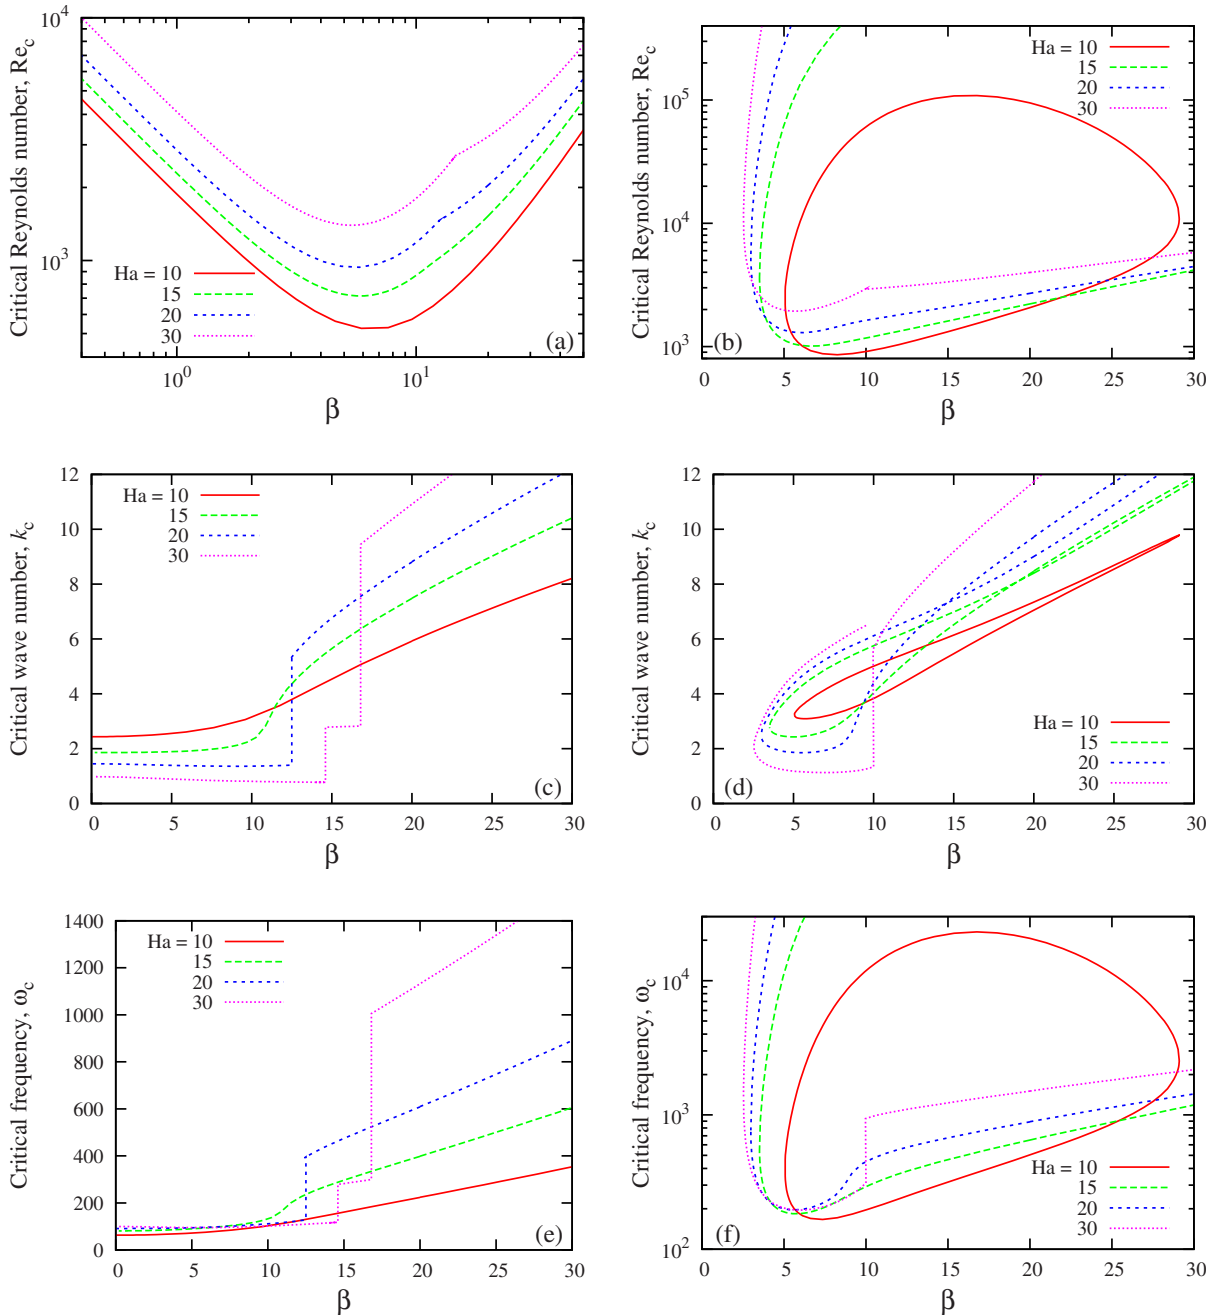 Critical Reynolds number, Re_c
10^4
10^3
Ha = 10
15
20
30
(a)
10^0
10^1
β
Critical Reynolds number, Re_c
10^5
10^4
10^3
Ha = 10
15
20
30
(b)
0 5 10 15 20 25 30
β
Critical wave number, k_c
12
10
8
6
4
2
0
Ha = 10
15
20
30
(c)
0 5 10 15 20 25 30
β
Critical wave number, k_c
12
10
8
6
4
2
0
Ha = 10
15
20
30
(d)
0 5 10 15 20 25 30
β
Critical frequency, ω_c
1400
1200
1000
800
600
400
200
0
Ha = 10
15
20
30
(e)
0 5 10 15 20 25 30
β
Critical frequency, ω_c
10^4
10^3
10^2
Ha = 10
15
20
30
(f)
0 5 10 15 20 25 30
β